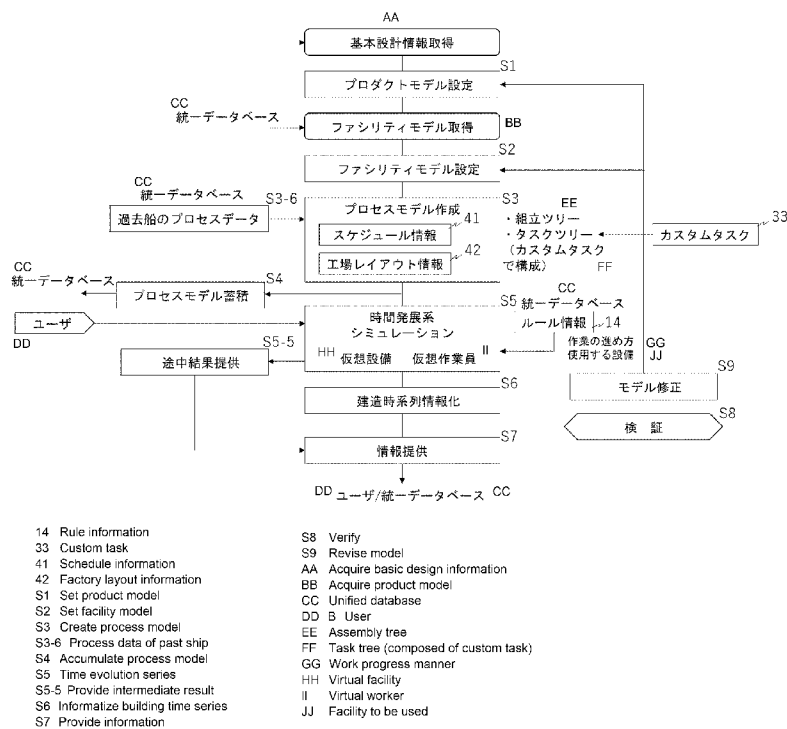 AA
基本設計情報取得
S1
プロダクトモデル設定
CC
統一データベース
ファシリティモデル取得
BB
S2
ファシリティモデル設定
CC
統一データベース
S3-6
過去船のプロセスデータ
S3
プロセスモデル作成
41
スケジュール情報
42
工場レイアウト情報
EE
・組立ツリー
・タスクツリー
（カスタムタスク
で構成）
FF
33
カスタムタスク
CC
統一データベース
S4
プロセスモデル蓄積
S5
時間発展系
シミュレーション
HH 仮想設備 仮想作業員 II
CC
統一データベース
ルール情報
14
作業の進め方
使用する設備
GG
JJ
ユーザ
DD
S5-5
途中結果提供
S9
モデル修正
S6
建造時系列情報化
S8
検 証
S7
情報提供
DD ユーザ/統一データベース CC
14 Rule information
33 Custom task
41 Schedule information
42 Factory layout information
S1 Set product model
S2 Set facility model
S3 Create process model
S3-6 Process data of past ship
S4 Accumulate process model
S5 Time evolution series
S5-5 Provide intermediate result
S6 Informatize building time series
S7 Provide information
S8 Verify
S9 Revise model
AA Acquire basic design information
BB Acquire product model
CC Unified database
DD B User
EE Assembly tree
FF Task tree (composed of custom task)
GG Work progress manner
HH Virtual facility
II Virtual worker
JJ Facility to be used